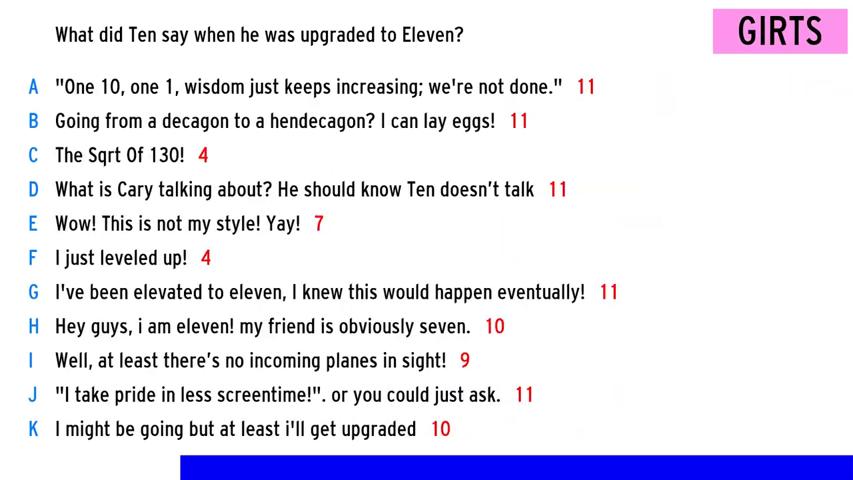 What did Ten say when he was upgraded to Eleven?
GIRTS
A "One 10, one 1, wisdom just keeps increasing; we're not done." 11
B Going from a decagon to a hendecagon? I can lay eggs! 11
C The Sqrt Of 130! 4
D What is Cary talking about? He should know Ten doesn't talk 11
E Wow! This is not my style! Yay! 7
F I just leveled up! 4
G I've been elevated to eleven, I knew this would happen eventually! 11
H Hey guys, i am eleven! my friend is obviously seven. 10
I Well, at least there's no incoming planes in sight! 9
J "I take pride in less screentime!". or you could just ask. 11
K I might be going but at least i'll get upgraded 10